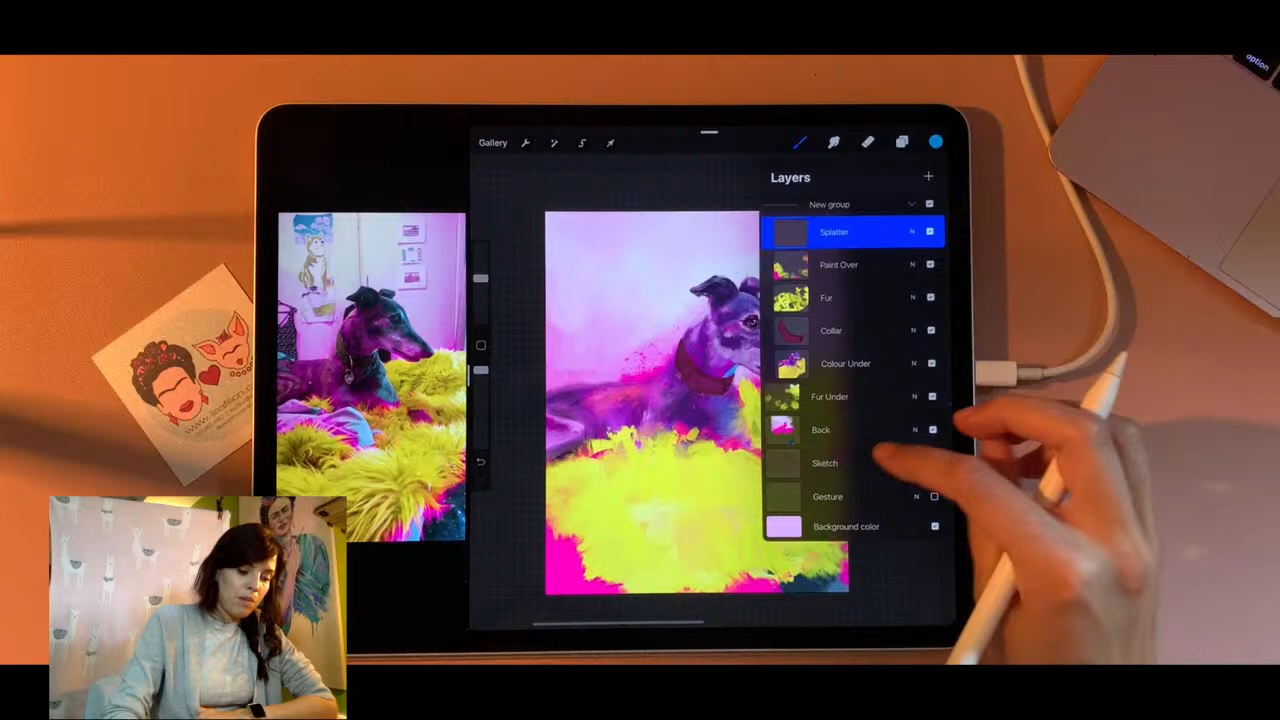 option
Gallery
Layers
New group
Splatter N
Paint Over N
Fur N
Collar N
Colour Under N
Fur Under N
Back N
Sketch
Gesture N
Background color